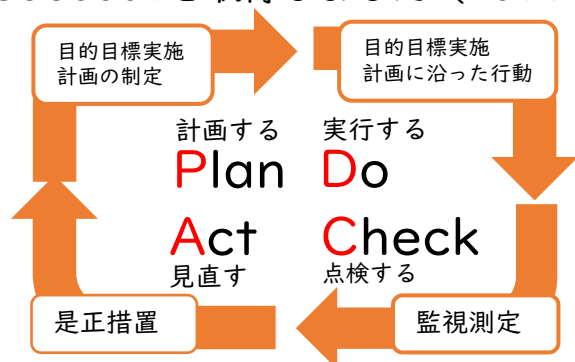 目的目標実施
計画の制定
目的目標実施
計画に沿った行動
計画する
実行する
Plan
Do
Act
Check
見直す
点検する
是正措置
監視測定